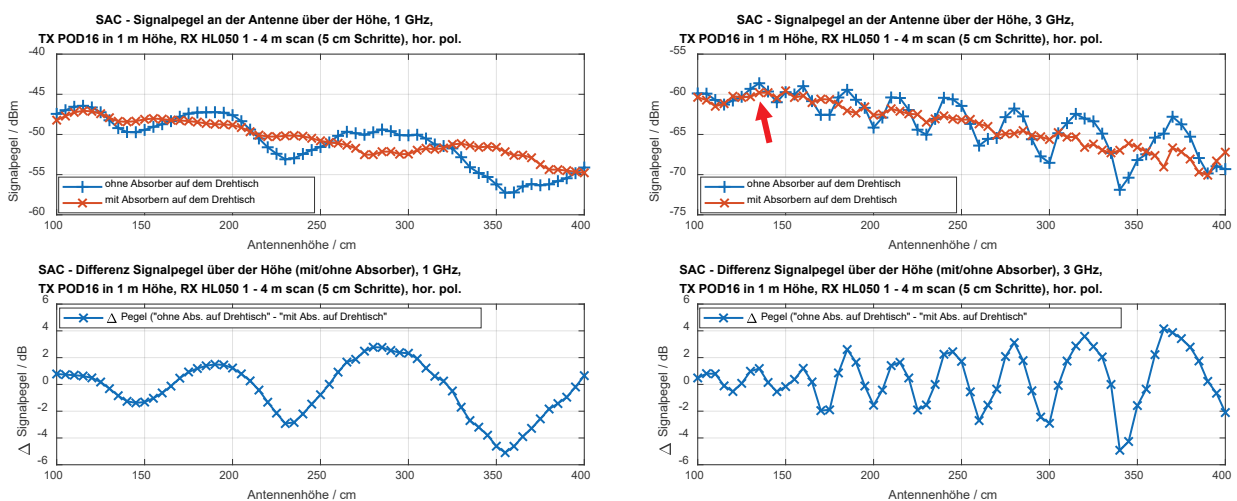 SAC - Signalpegel an der Antenne über der Höhe, 1 GHz,
TX POD16 in 1 m Höhe, RX HL050 1 - 4 m scan (5 cm Schritte), hor. pol.
-40
-45
-50
-55
-60
Signalpegel / dBm
ohne Absorber auf dem Drehtisch
mit Absorbern auf dem Drehtisch
100 150 200 250 300 350 400
Antennenhöhe / cm
SAC - Signalpegel an der Antenne über der Höhe, 3 GHz,
TX POD16 in 1 m Höhe, RX HL050 1 - 4 m scan (5 cm Schritte), hor. pol.
-55
-60
-65
-70
-75
Signalpegel / dBm
ohne Absorber auf dem Drehtisch
mit Absorbern auf dem Drehtisch
100 150 200 250 300 350 400
Antennenhöhe / cm
SAC - Differenz Signalpegel über der Höhe (mit/ohne Absorber), 1 GHz,
TX POD16 in 1 m Höhe, RX HL050 1 - 4 m scan (5 cm Schritte), hor. pol.
6
4
2
0
-2
-4
-6
Δ Signalpegel / dB
Δ Pegel ("ohne Abs. auf Drehtisch" - "mit Abs. auf Drehtisch"
100 150 200 250 300 350 400
Antennenhöhe / cm
SAC - Differenz Signalpegel über der Höhe (mit/ohne Absorber), 3 GHz,
TX POD16 in 1 m Höhe, RX HL050 1 - 4 m scan (5 cm Schritte), hor. pol.
6
4
2
0
-2
-4
-6
Δ Signalpegel / dB
Δ Pegel ("ohne Abs. auf Drehtisch" - "mit Abs. auf Drehtisch"
100 150 200 250 300 350 400
Antennenhöhe / cm